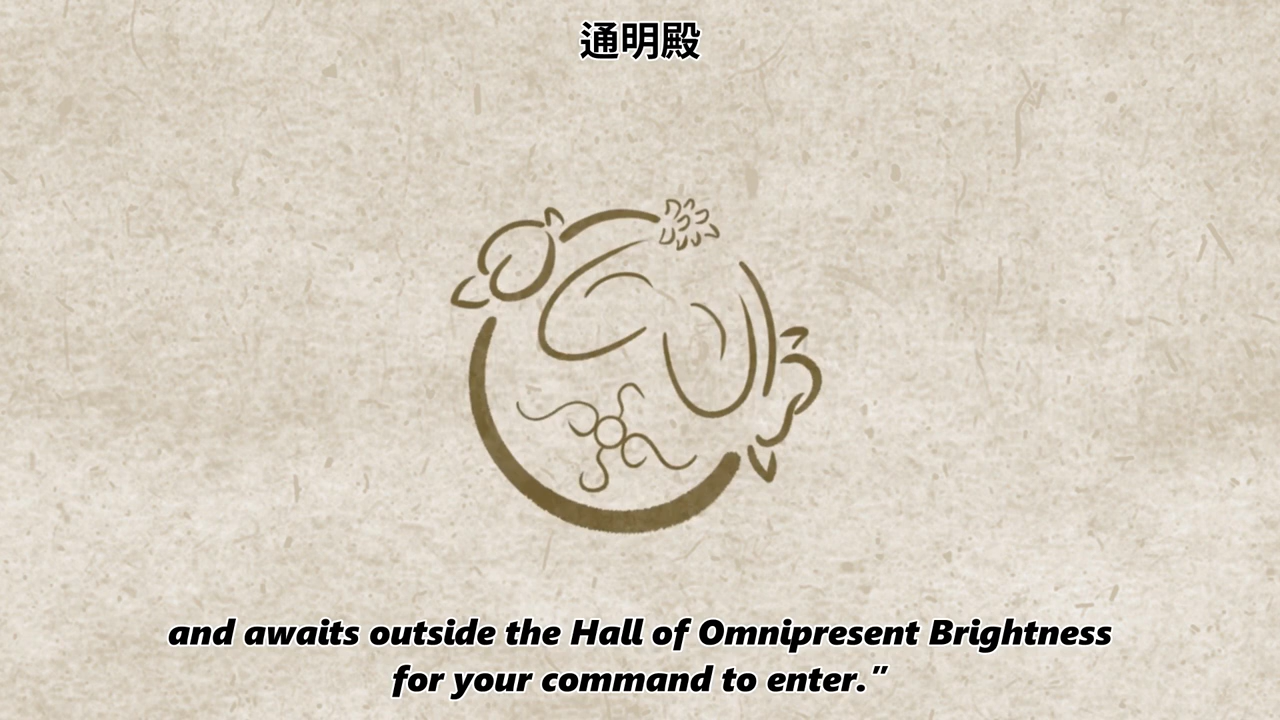 通明殿
and awaits outside the Hall of Omnipresent Brightness
for your command to enter."